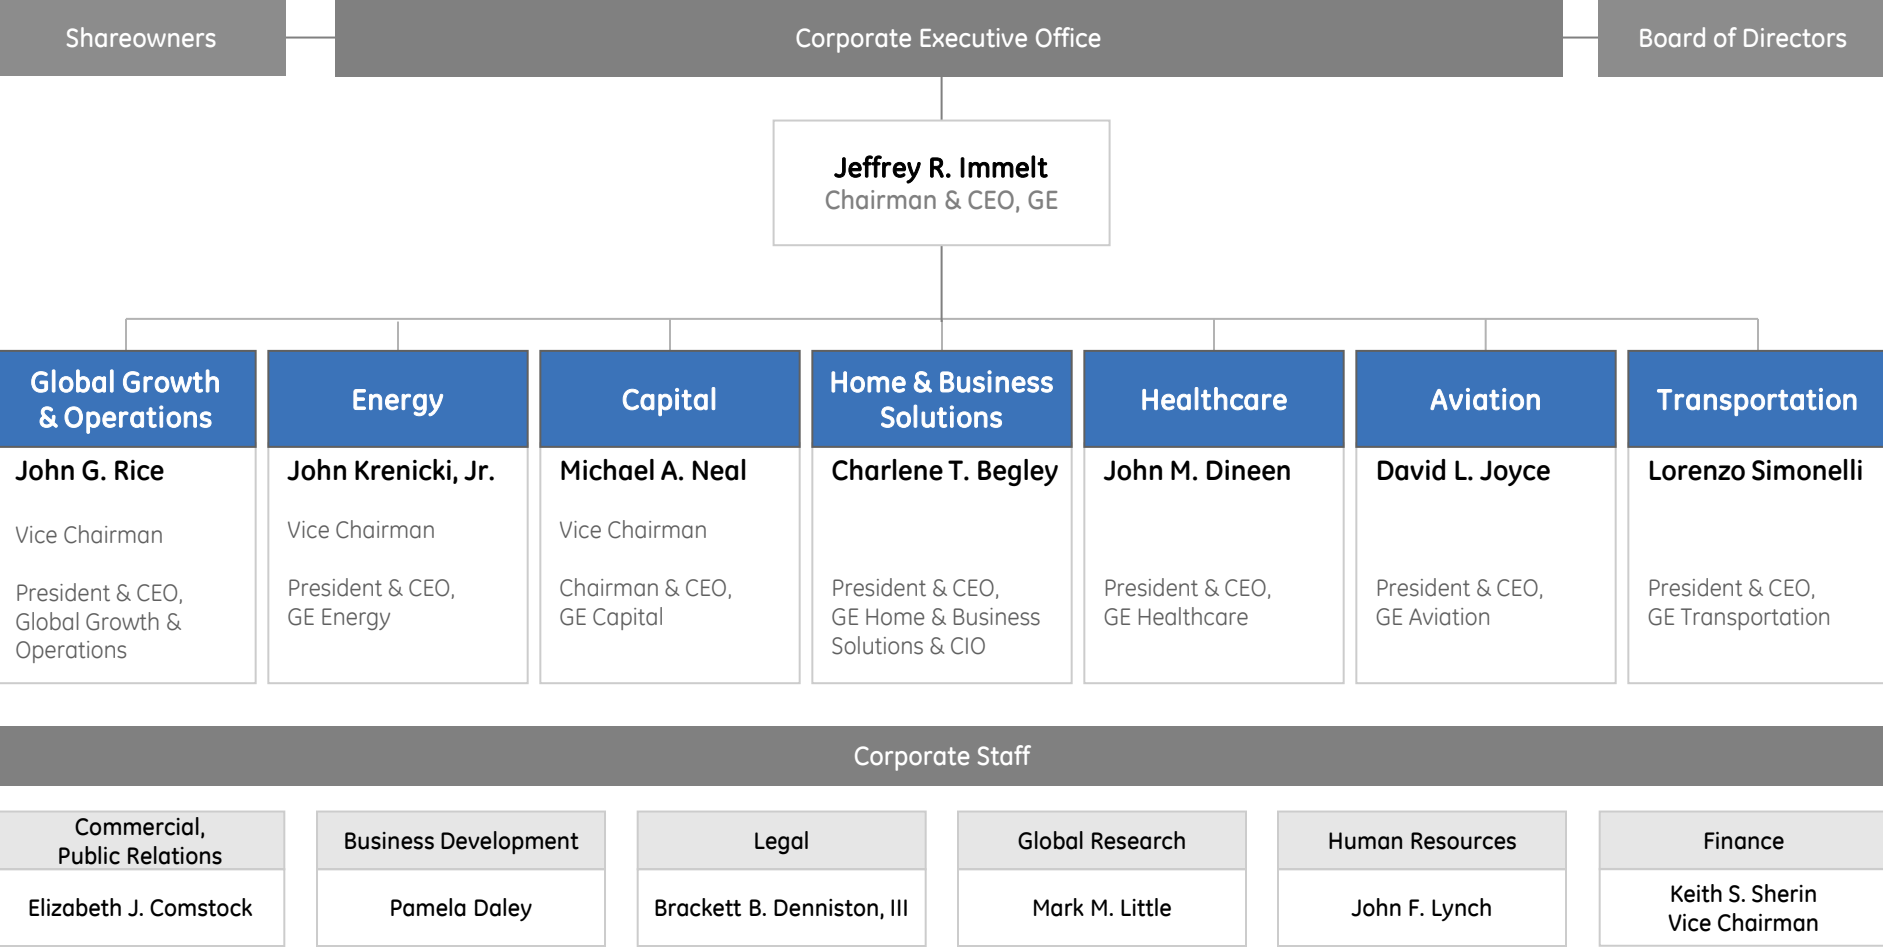 Shareowners
Corporate Executive Office
Board of Directors
Jeffrey R. Immelt
Chairman & CEO, GE
Global Growth
& Operations
John G. Rice
Vice Chairman
President & CEO,
Global Growth &
Operations
Energy
John Krenicki, Jr.
Vice Chairman
President & CEO,
GE Energy
Capital
Michael A. Neal
Vice Chairman
Chairman & CEO,
GE Capital
Home & Business
Solutions
Charlene T. Begley
President & CEO,
GE Home & Business
Solutions & CIO
Healthcare
John M. Dineen
President & CEO,
GE Healthcare
Aviation
David L. Joyce
President & CEO,
GE Aviation
Transportation
Lorenzo Simonelli
President & CEO,
GE Transportation
Corporate Staff
Commercial,
Public Relations
Elizabeth J. Comstock
Business Development
Pamela Daley
Legal
Brackett B. Denniston, III
Global Research
Mark M. Little
Human Resources
John F. Lynch
Finance
Keith S. Sherin
Vice Chairman